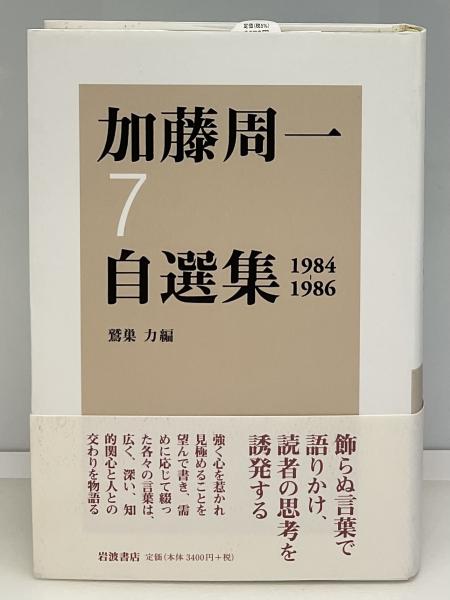 定価(税5%)
加藤周一
7
自選集
1984
-1986
鷲巣 力編
飾らぬ言葉で
語りかけ、
読者の思考を
誘発する
強く心を惹かれ
見極めることを
望んで書き、需
めに応じて綴っ
た各々の言葉は、
広く、深い、知
的関心と人との
交わりを物語る
岩波書店 定価(本体3400円+税)